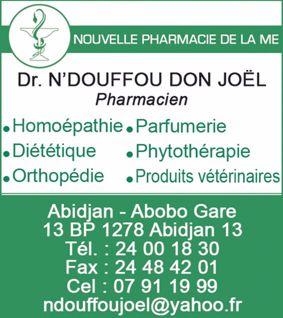 NOUVELLE PHARMACIE DE LA ME
Dr. N'DOUFFOU DON JOËL
Pharmacien
• Homoépathie • Parfumerie
• Diététique • Phytothérapie
• Orthopédie • Produits vétérinaires
Abidjan - Abobo Gare
13 BP 1278 Abidjan 13
Tél. : 24 00 18 30
Fax : 24 48 42 01
Cel : 07 91 19 99
ndouffoujoel@yahoo.fr